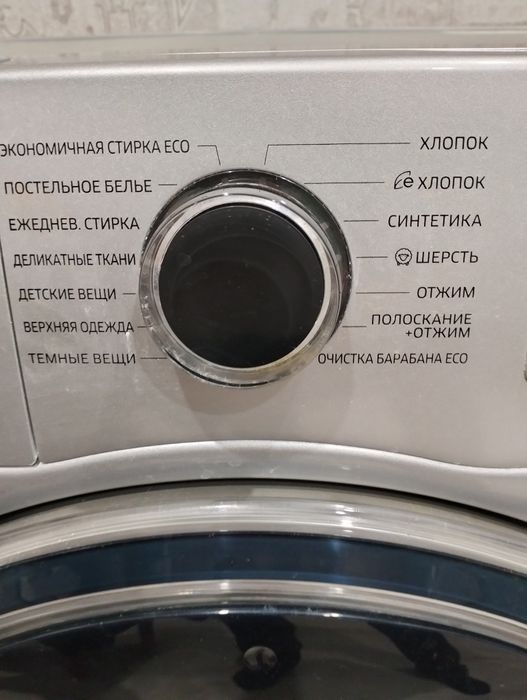 ЭКОНОМИЧНАЯ СТИРКА ECO
ПОСТЕЛЬНОЕ БЕЛЬЕ
ЕЖЕДНЕВ. СТИРКА
ДЕЛИКАТНЫЕ ТКАНИ
ДЕТСКИЕ ВЕЩИ
ВЕРХНЯЯ ОДЕЖДА
ТЕМНЫЕ ВЕЩИ
ХЛОПОК
e ХЛОПОК
СИНТЕТИКА
ШЕРСТЬ
ОТЖИМ
ПОЛОСКАНИЕ
+ОТЖИМ
ОЧИСТКА БАРАБАНА ECO